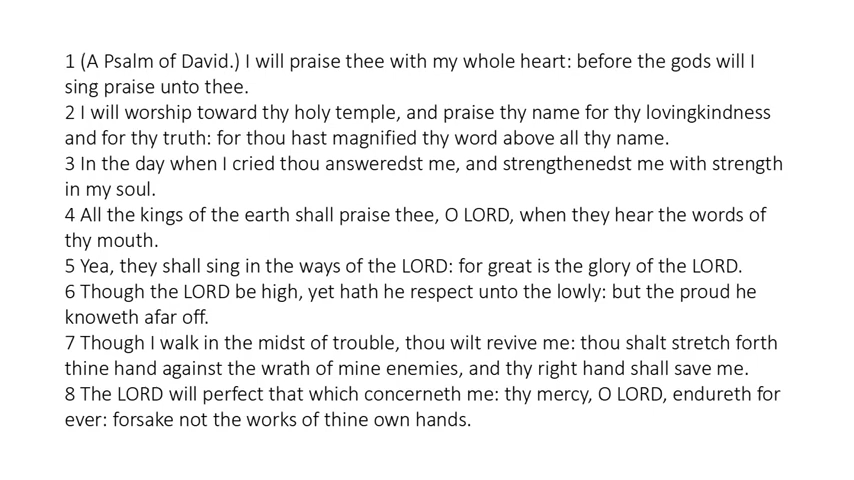 1 (A Psalm of David.) I will praise thee with my whole heart: before the gods will I
sing praise unto thee.
2 I will worship toward thy holy temple, and praise thy name for thy lovingkindness
and for thy truth: for thou hast magnified thy word above all thy name.
3 In the day when I cried thou answeredst me, and strengthenedst me with strength
in my soul.
4 All the kings of the earth shall praise thee, O LORD, when they hear the words of
thy mouth.
5 Yea, they shall sing in the ways of the LORD: for great is the glory of the LORD.
6 Though the LORD be high, yet hath he respect unto the lowly: but the proud he
knoweth afar off.
7 Though I walk in the midst of trouble, thou wilt revive me: thou shalt stretch forth
thine hand against the wrath of mine enemies, and thy right hand shall save me.
8 The LORD will perfect that which concerneth me: thy mercy, O LORD, endureth for
ever: forsake not the works of thine own hands.